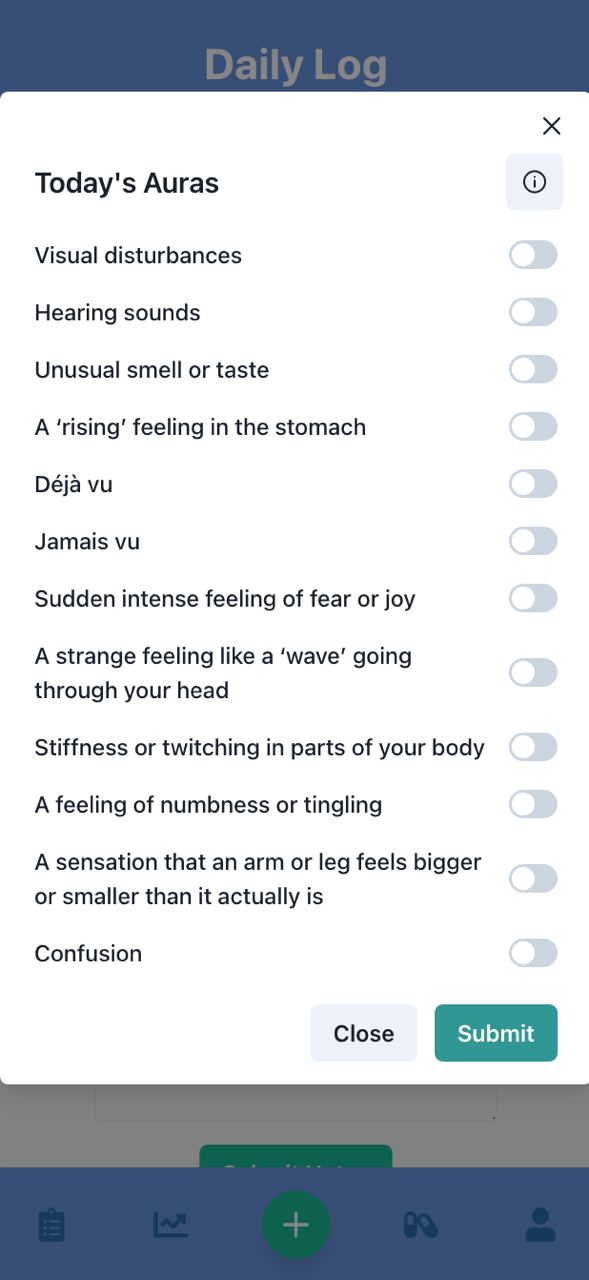 Daily Log
Today's Auras
Visual disturbances
Hearing sounds
Unusual smell or taste
A ‘rising’ feeling in the stomach
Déjà vu
Jamais vu
Sudden intense feeling of fear or joy
A strange feeling like a ‘wave’ going
through your head
Stiffness or twitching in parts of your body
A feeling of numbness or tingling
A sensation that an arm or leg feels bigger
or smaller than it actually is
Confusion
Close
Submit